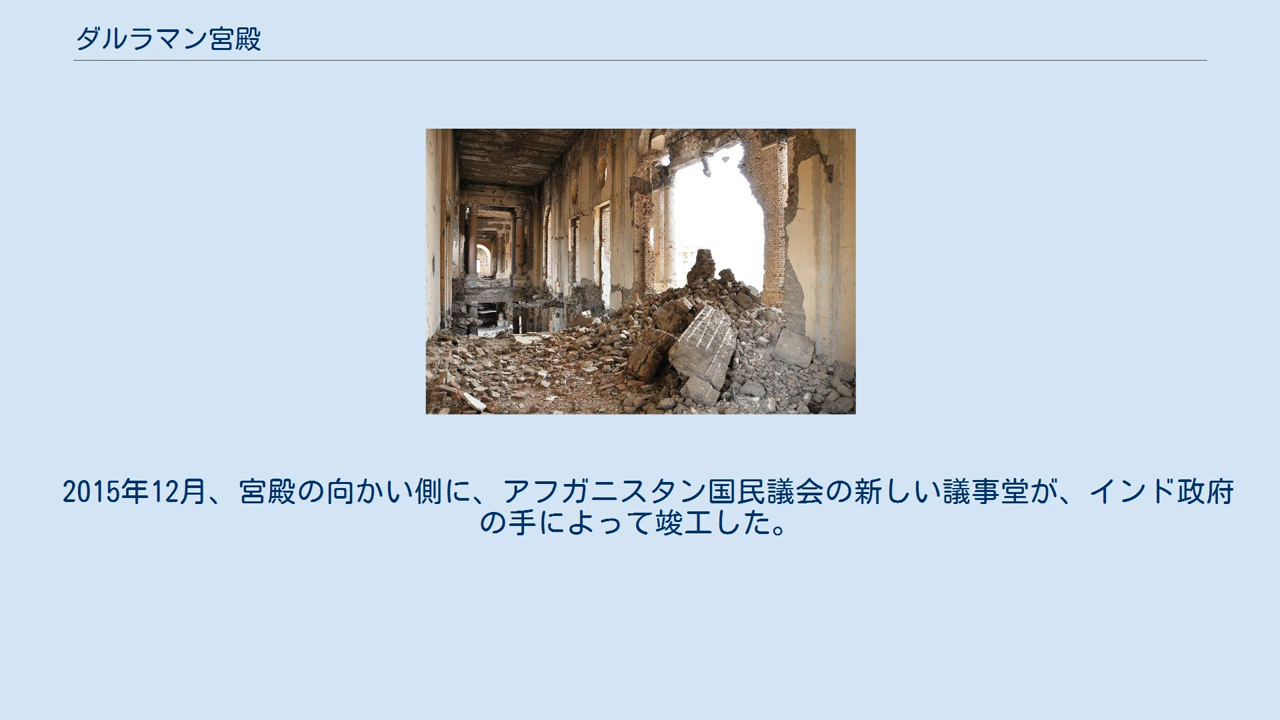 ダルラマン宮殿
2015年12月、宮殿の向かい側に、アフガニスタン国民議会の新しい議事堂が、インド政府
の手によって竣工した。